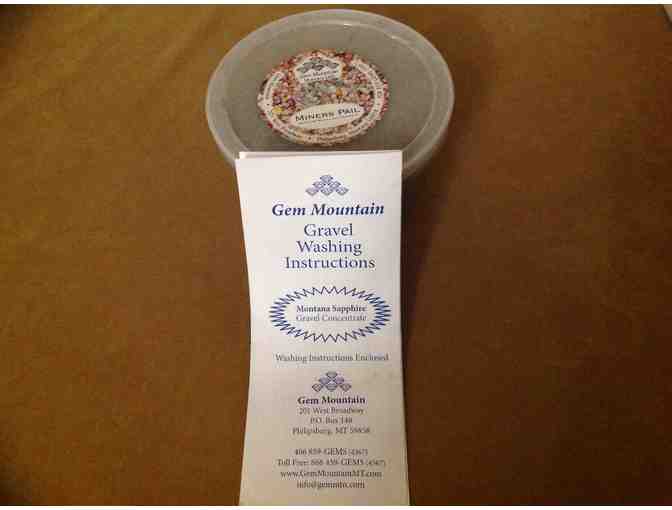 Gem Mountain
MINERS PAIL
Gem Mountain
Gravel
Washing
Instructions
Montana Sapphire
Gravel Concentrate
Washing Instructions Enclosed
Gem Mountain
201 West Broadway
P.O. Box 148
Philipsburg, MT 59858
406 859-GEMS (4367)
Toll Free: 866 459-GEMS (4367)
www.GemMountainMT.com
info@gemmtn.com